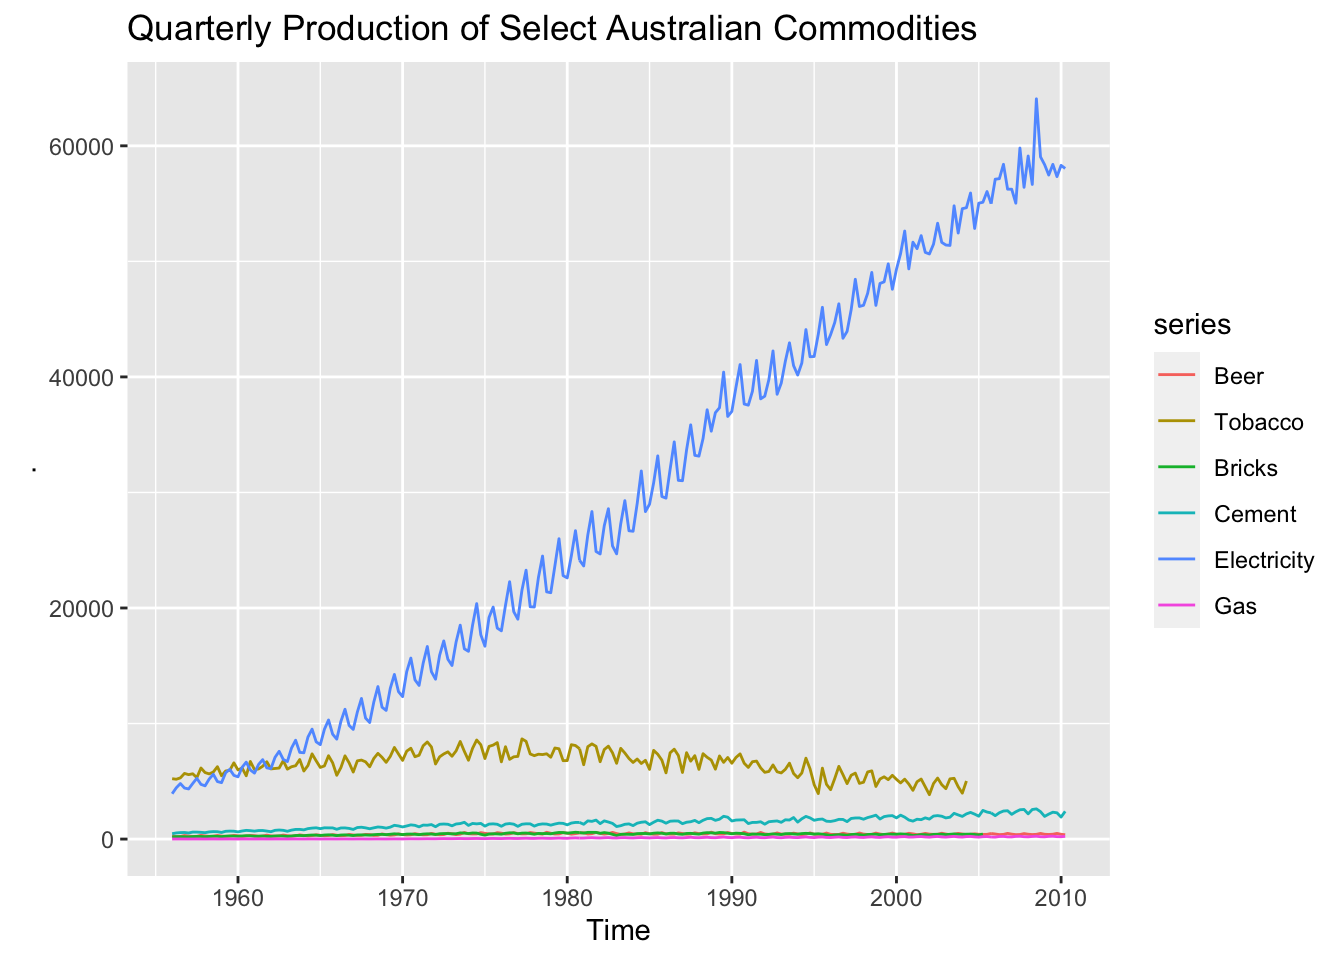 Quarterly Production of Select Australian Commodities
60000
40000
20000
0
.
1960 1970 1980 1990 2000 2010
Time
series
Beer
Tobacco
Bricks
Cement
Electricity
Gas